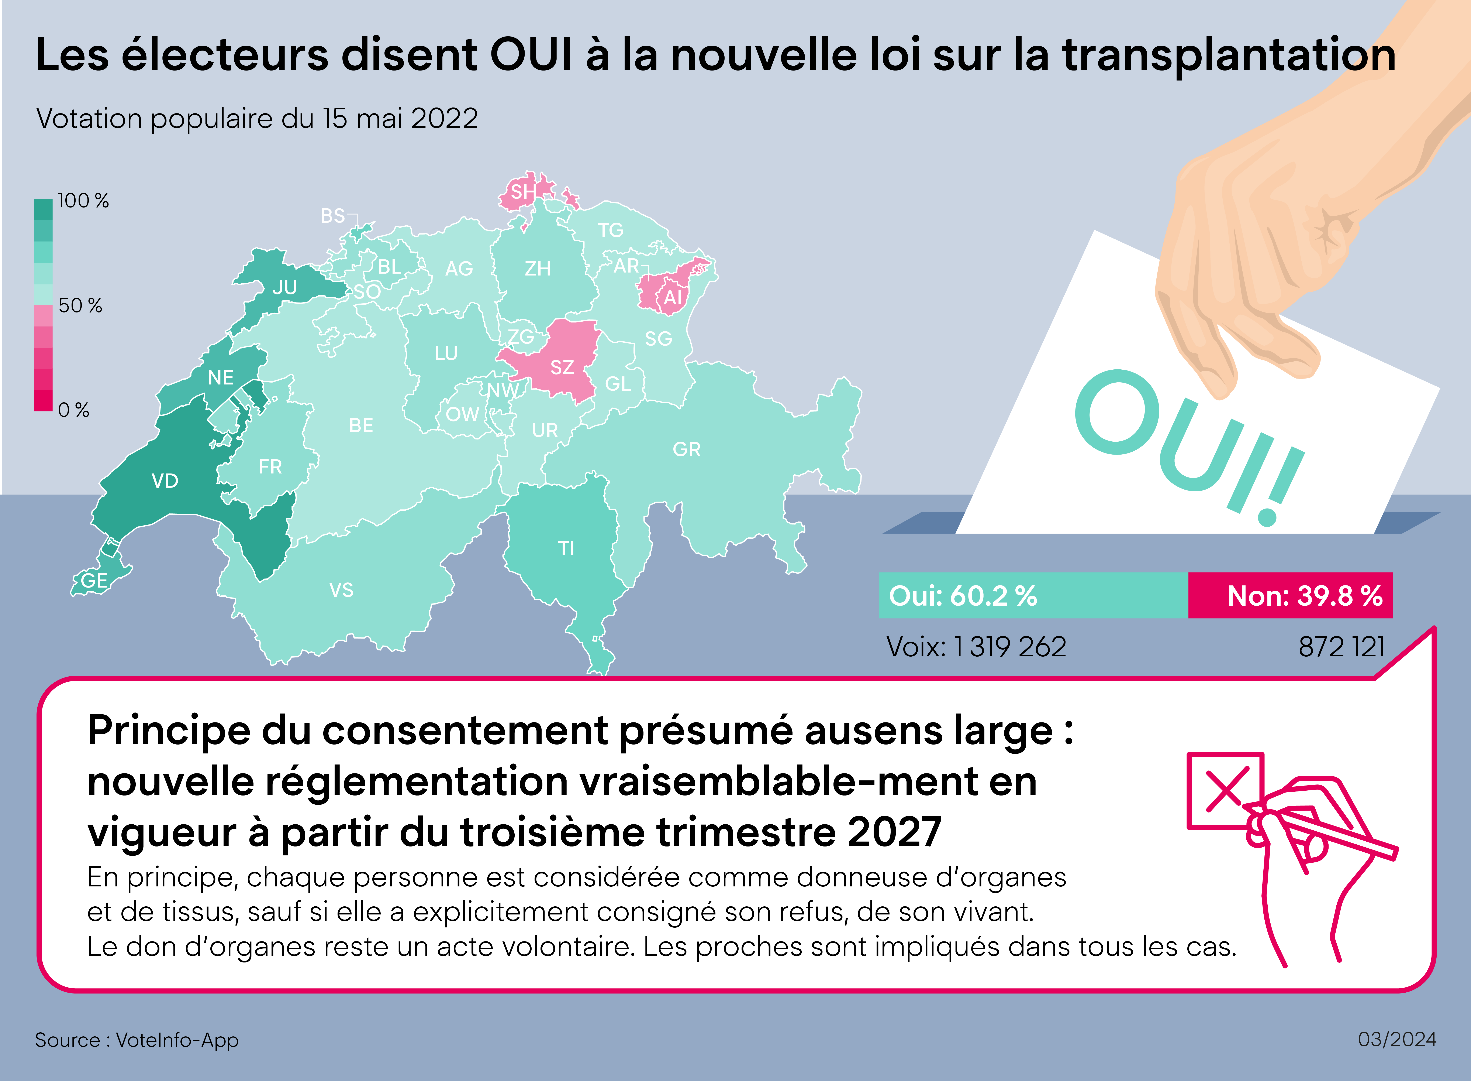 Les électeurs disent OUI à la nouvelle loi sur la transplantation
Votation populaire du 15 mai 2022
100 %
50 %
0 %
SH
BS
TG
BL
AG
ZH
AR
JU
SO
AI
ZG
SG
LU
SZ
NE
NW
GL
OW
BE
UR
GR
FR
VD
TI
GE
VS
OUI!
Oui: 60.2 %
Non: 39.8 %
Voix: 1 319 262
872 121
Principe du consentement présumé ausens large :
nouvelle réglementation vraisemblable-ment en
vigueur à partir du troisième trimestre 2027
En principe, chaque personne est considérée comme donneuse d’organes
et de tissus, sauf si elle a explicitement consigné son refus, de son vivant.
Le don d’organes reste un acte volontaire. Les proches sont impliqués dans tous les cas.
Source : VoteInfo-App
03/2024